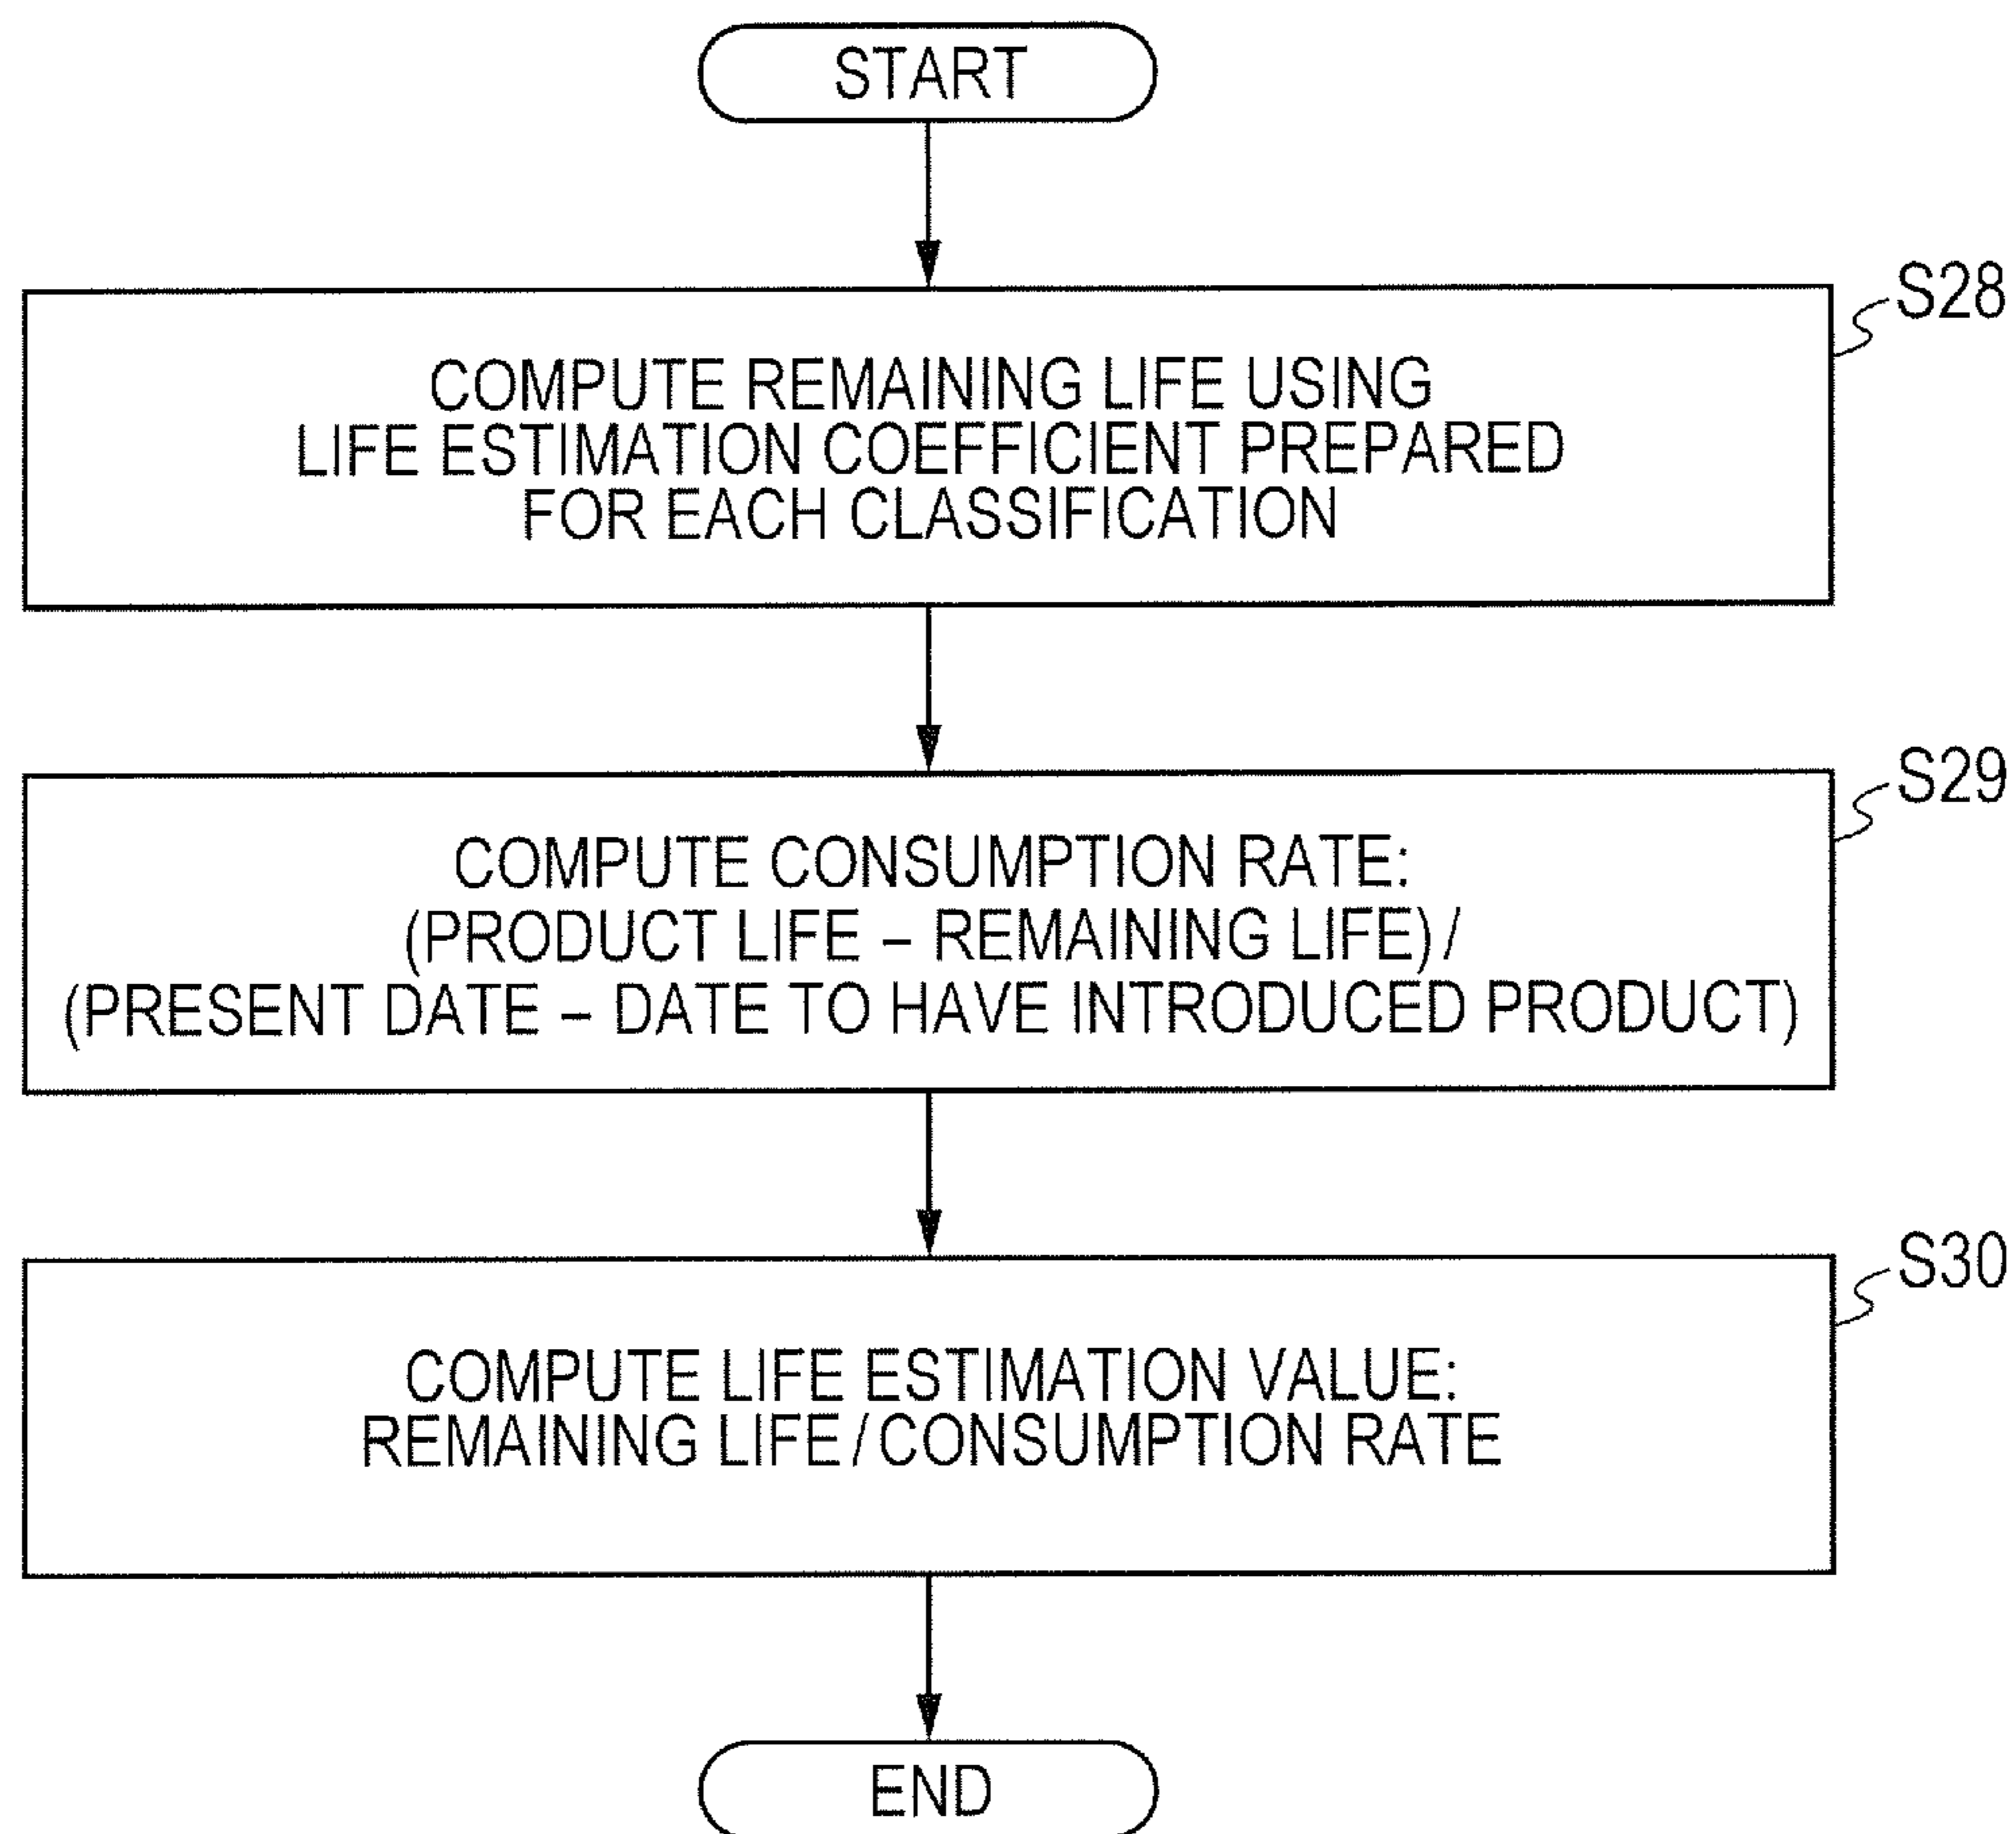 START
S28
COMPUTE REMAINING LIFE USING
LIFE ESTIMATION COEFFICIENT PREPARED
FOR EACH CLASSIFICATION
S29
COMPUTE CONSUMPTION RATE:
(PRODUCT LIFE – REMAINING LIFE) /
(PRESENT DATE – DATE TO HAVE INTRODUCED PRODUCT)
S30
COMPUTE LIFE ESTIMATION VALUE:
REMAINING LIFE / CONSUMPTION RATE
END